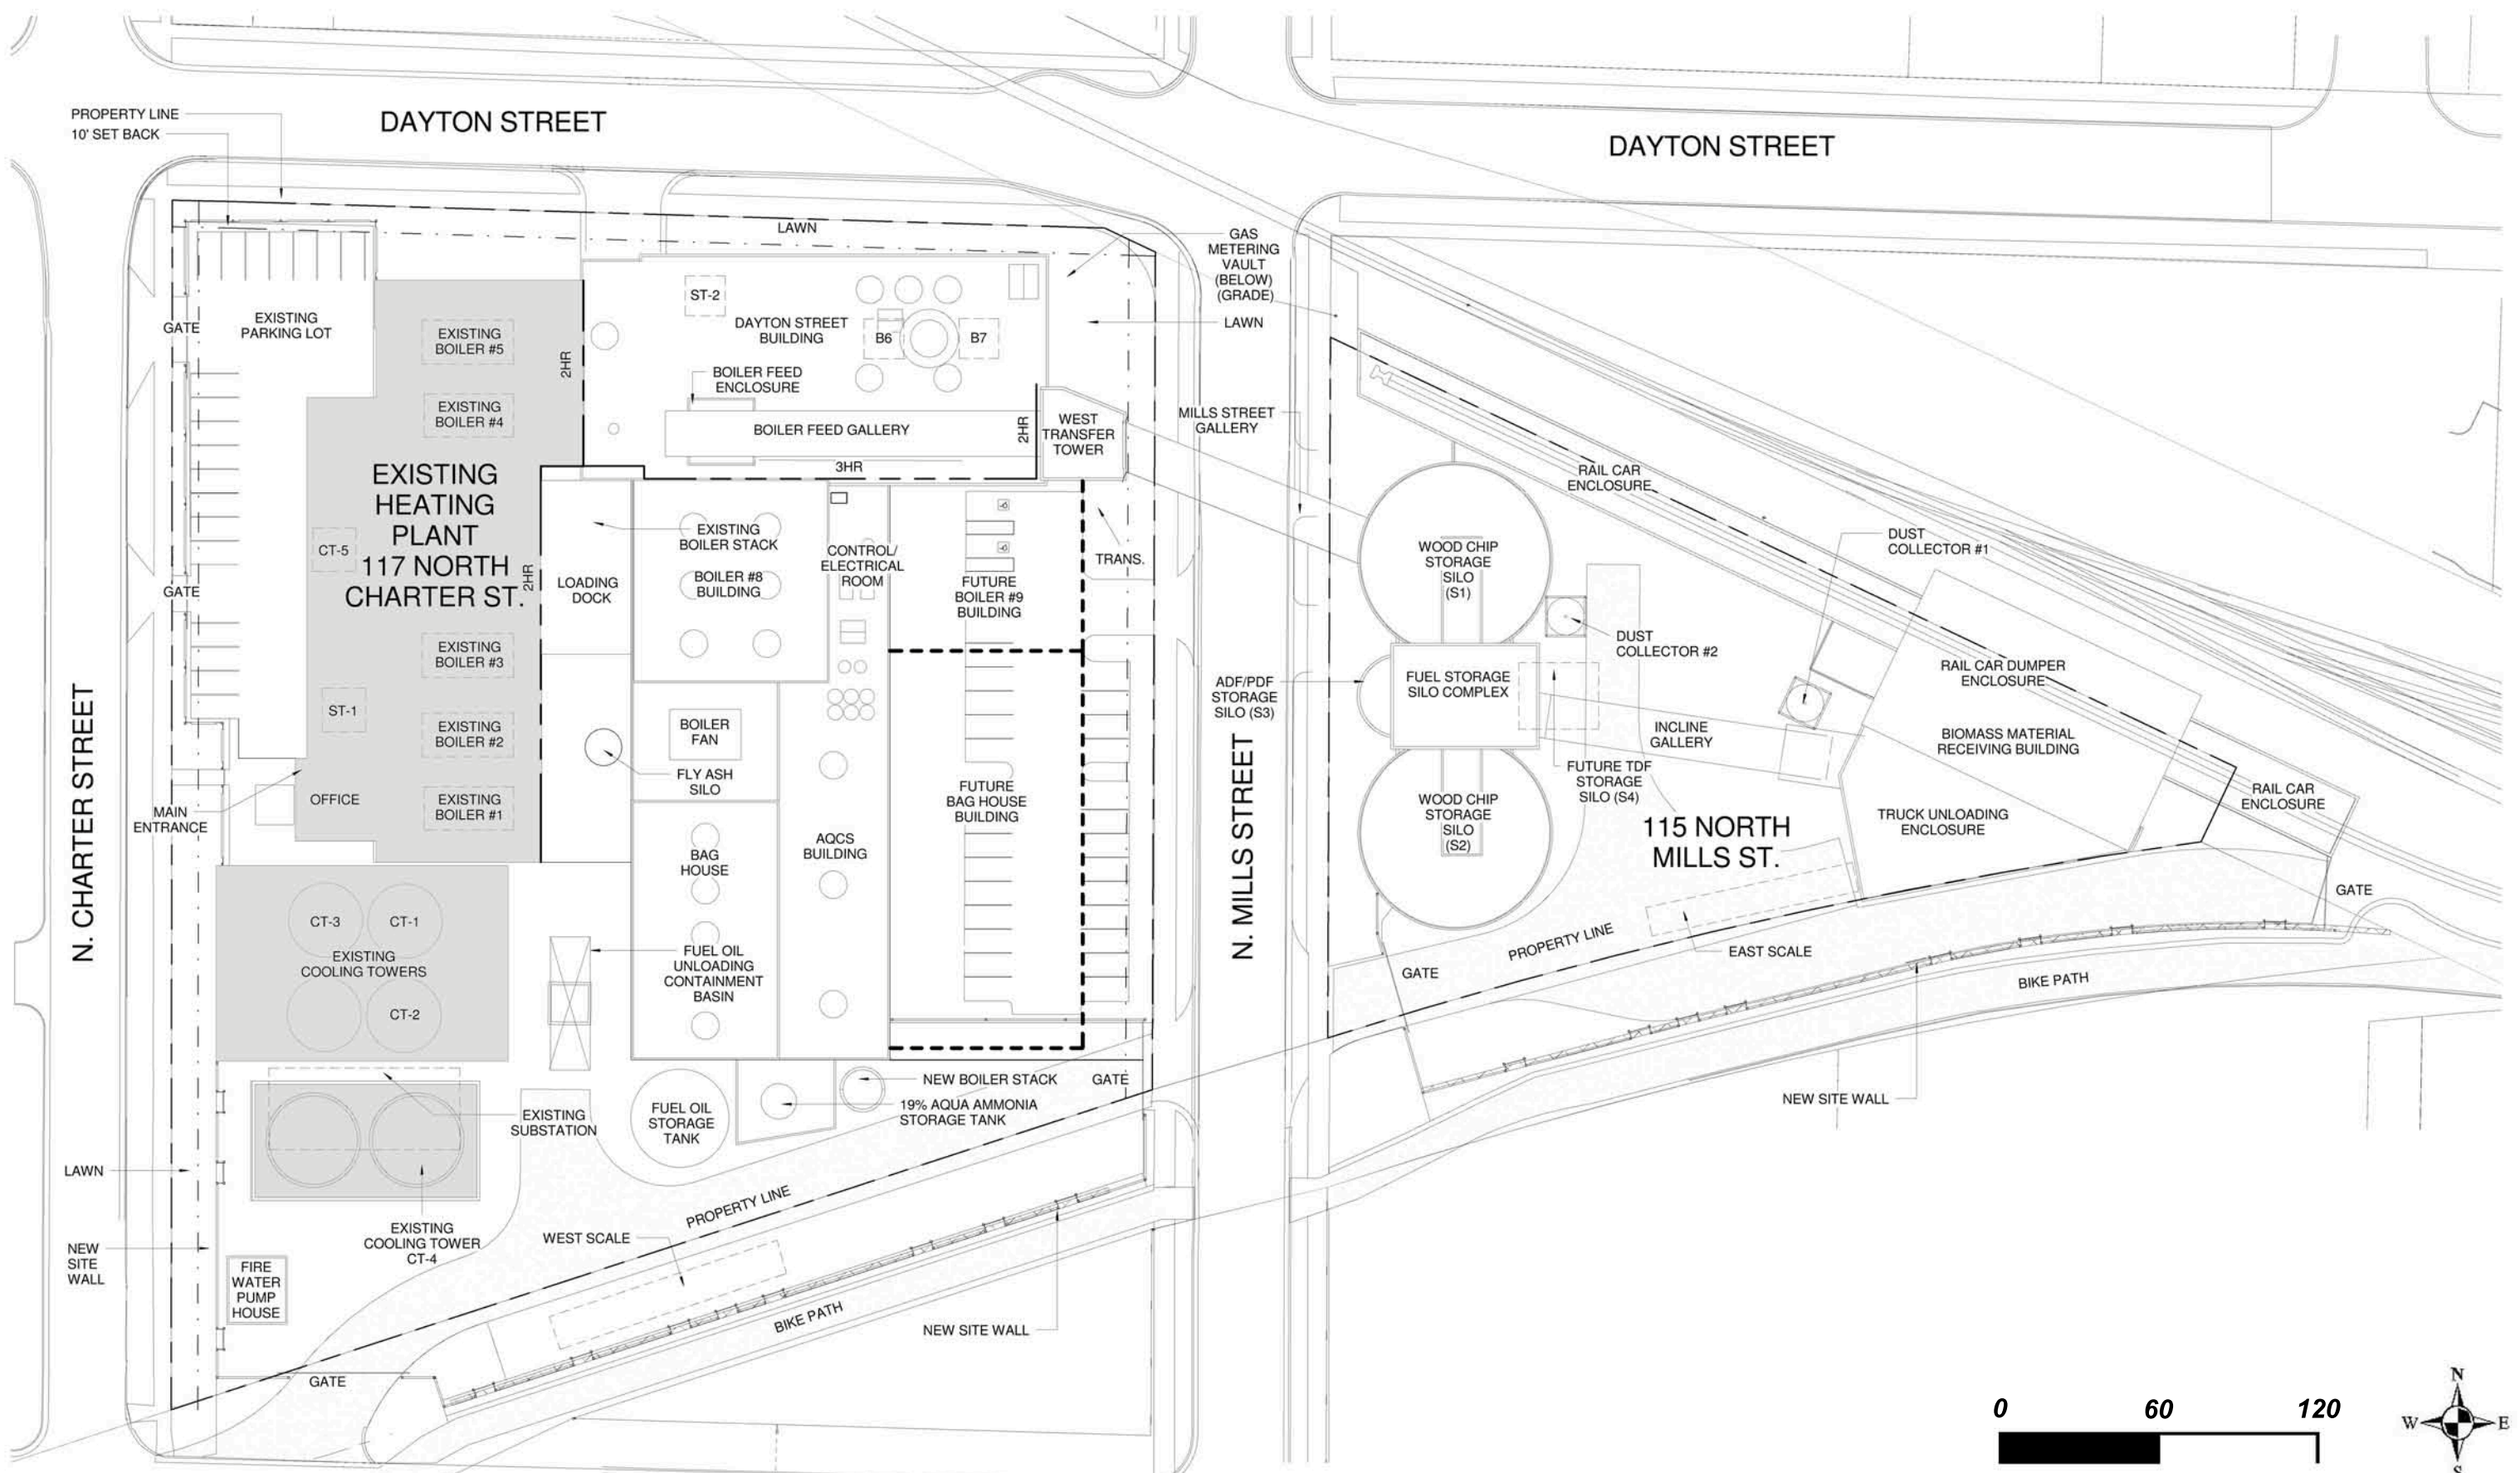 DAYTON STREET
DAYTON STREET
PROPERTY LINE
10' SET BACK
LAWN
GAS
METERING
VAULT
(BELOW)
(GRADE)
LAWN
GATE
EXISTING
PARKING LOT
EXISTING
BOILER #5
2HR
ST-2
DAYTON STREET
BUILDING
B6
B7
BOILER FEED
ENCLOSURE
EXISTING
BOILER #4
BOILER FEED GALLERY
2HR
WEST
TRANSFER
TOWER
MILLS STREET
GALLERY
3HR
EXISTING
HEATING
PLANT
117 NORTH
CHARTER ST.
CT-5
2HR
GATE
LOADING
DOCK
EXISTING
BOILER STACK
BOILER #8
BUILDING
CONTROL/
ELECTRICAL
ROOM
FUTURE
BOILER #9
BUILDING
TRANS.
RAIL CAR
ENCLOSURE
WOOD CHIP
STORAGE
SILO
(S1)
DUST
COLLECTOR #1
DUST
COLLECTOR #2
EXISTING
BOILER #3
ST-1
EXISTING
BOILER #2
BOILER
FAN
FLY ASH
SILO
ADF/PDF
STORAGE
SILO (S3)
FUEL STORAGE
SILO COMPLEX
RAIL CAR DUMPER
ENCLOSURE
INCLINE
GALLERY
BIOMASS MATERIAL
RECEIVING BUILDING
FUTURE TDF
STORAGE
SILO (S4)
RAIL CAR
ENCLOSURE
N. CHARTER STREET
MAIN
ENTRANCE
OFFICE
EXISTING
BOILER #1
FUTURE
BAG HOUSE
BUILDING
N. MILLS STREET
WOOD CHIP
STORAGE
SILO
(S2)
115 NORTH
MILLS ST.
TRUCK UNLOADING
ENCLOSURE
BAG
HOUSE
AQCS
BUILDING
GATE
CT-3
CT-1
EXISTING
COOLING TOWERS
CT-2
FUEL OIL
UNLOADING
CONTAINMENT
BASIN
GATE
PROPERTY LINE
EAST SCALE
BIKE PATH
NEW SITE WALL
NEW BOILER STACK
GATE
19% AQUA AMMONIA
STORAGE TANK
EXISTING
SUBSTATION
FUEL OIL
STORAGE
TANK
LAWN
PROPERTY LINE
EXISTING
COOLING TOWER
CT-4
WEST SCALE
NEW
SITE
WALL
FIRE
WATER
PUMP
HOUSE
BIKE PATH
NEW SITE WALL
GATE
0 60 120
N
W E
S